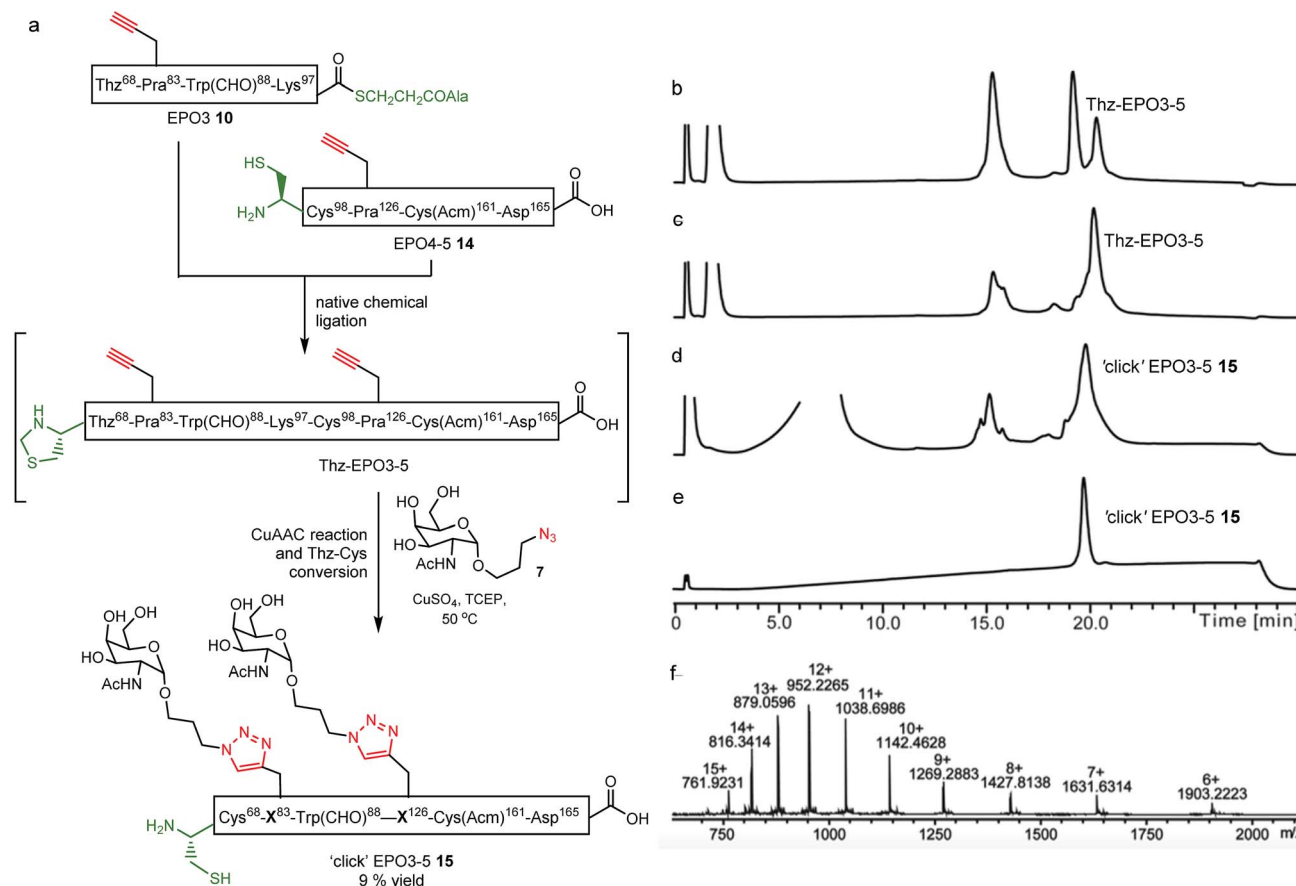 a
Thz⁶⁸-Pra⁸³-Trp(CHO)⁸⁸-Lys⁹⁷
O
SCH₂CH₂COAla
EPO3 10
HS
H₂N
Cys⁹⁸-Pra¹²⁶-Cys(Acm)¹⁶¹-Asp¹⁶⁵
O
OH
EPO4-5 14
native chemical
ligation
H
N
S
Thz⁶⁸-Pra⁸³-Trp(CHO)⁸⁸-Lys⁹⁷-Cys⁹⁸-Pra¹²⁶-Cys(Acm)¹⁶¹-Asp¹⁶⁵
O
OH
Thz-EPO3-5
CuAAC reaction
and Thz-Cys
conversion
HO
OH
O
HO
AcHN
O
N₃
7
CuSO₄, TCEP,
50 ºC
OH
OH
O
HO
AcHN
O
N
N
N
OH
OH
O
HO
AcHN
O
N
N
N
H₂N
SH
Cys⁶⁸-X⁸³-Trp(CHO)⁸⁸—X¹²⁶-Cys(Acm)¹⁶¹-Asp¹⁶⁵
O
OH
'click' EPO3-5 15
9 % yield
b
Thz-EPO3-5
c
Thz-EPO3-5
d
'click' EPO3-5 15
e
'click' EPO3-5 15
0 5.0 10.0 15.0 20.0 Time [min]
f
15+
761.9231
14+
816.3414
13+
879.0596
12+
952.2265
11+
1038.6986
10+
1142.4628
9+
1269.2883
8+
1427.8138
7+
1631.6314
6+
1903.2223
750 1000 1250 1500 1750 2000